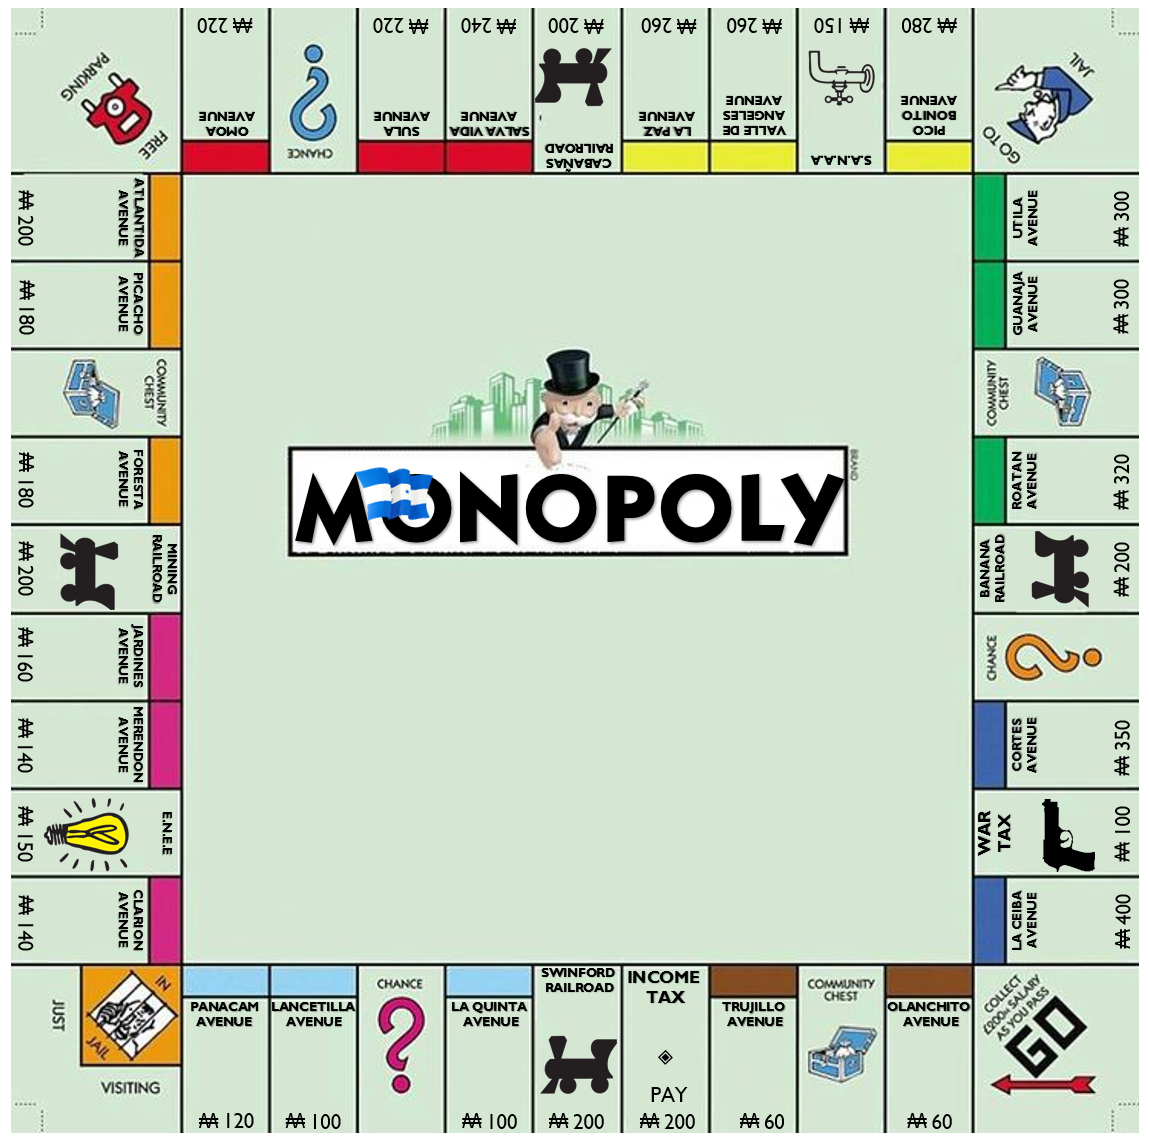 ₳₳ 220
OMOA
AVENUE
CHANCE
₳₳ 220
SULA
AVENUE
₳₳ 240
SALVA VIDA
AVENUE
₳₳ 200
CABAÑAS
RAILROAD
₳₳ 260
LA PAZ
AVENUE
₳₳ 260
VALLE DE
ANGELES
AVENUE
₳₳ 150
S.A.N.A.A
₳₳ 280
PICO
BONITO
AVENUE
FREE
PARKING
GO TO
JAIL
ATLANTIDA
AVENUE
₳₳ 200
PICACHO
AVENUE
₳₳ 180
COMMUNITY
CHEST
FORESTA
AVENUE
₳₳ 180
MINING
RAILROAD
₳₳ 200
JARDINES
AVENUE
₳₳ 160
MERENDON
AVENUE
₳₳ 140
E.N.E.E
₳₳ 150
CLARION
AVENUE
₳₳ 140
MONOPOLY
BRAND
UTILA
AVENUE
₳₳ 300
GUANAJA
AVENUE
₳₳ 300
COMMUNITY
CHEST
ROATAN
AVENUE
₳₳ 320
BANANA
RAILROAD
₳₳ 200
CHANCE
CORTES
AVENUE
₳₳ 350
WAR
TAX
₳₳ 100
LA CEIBA
AVENUE
₳₳ 400
JUST
VISITING
IN
JAIL
PANACAM
AVENUE
₳₳ 120
LANCETILLA
AVENUE
₳₳ 100
CHANCE
LA QUINTA
AVENUE
₳₳ 100
SWINFORD
RAILROAD
₳₳ 200
INCOME
TAX
PAY
₳₳ 200
TRUJILLO
AVENUE
₳₳ 60
COMMUNITY
CHEST
OLANCHITO
AVENUE
₳₳ 60
COLLECT
£200M SALARY
AS YOU PASS
GO